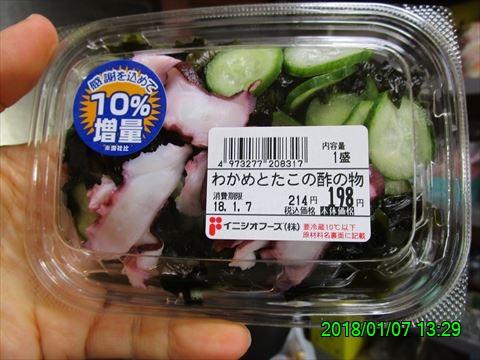 感謝を込めて
10%
増量
※当社比
4 973277 208317
内容量
1盛
わかめとたこの酢の物
消費期限
18.1.7
214円
税込価格
198円
本体価格
イニシオフーズ(株)
要冷蔵10℃以下
原材料名裏面に記載
2018/01/07 13:29